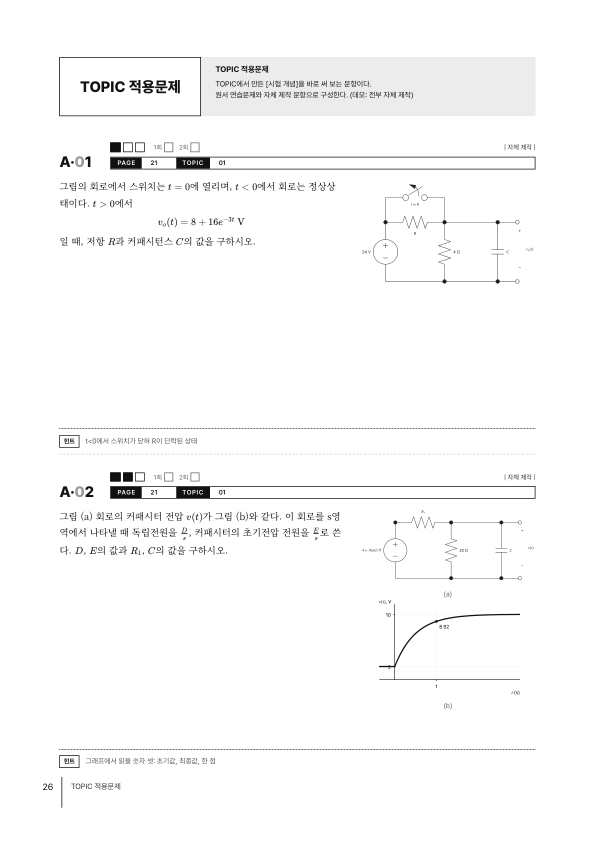 TOPIC 적용문제
TOPIC 적용문제
TOPIC에서 만든 [시험 개념]을 바로 써 보는 문항이다.
원서 연습문제와 자체 제작 문항으로 구성한다. (데모: 전부 자체 제작)
1회 2회 | 자체 제작 |
A·01 PAGE 21 TOPIC 01
그림의 회로에서 스위치는 t = 0에 열리며, t < 0에서 회로는 정상상
태이다. t > 0에서
v_o(t) = 8 + 16e^{-3t} V
일 때, 저항 R과 커패시턴스 C의 값을 구하시오.
t = 0
R
24 V
4 Ω
C
+
v_o(t)
-
힌트 t<0에서 스위치가 닫혀 R이 단락된 상태.
1회 2회 | 자체 제작 |
A·02 PAGE 21 TOPIC 01
그림 (a) 회로의 커패시터 전압 v(t)가 그림 (b)와 같다. 이 회로를 s영
역에서 나타낼 때 독립전원을 D/s, 커패시터의 초기전압 전원을 E/s로 쓴
다. D, E의 값과 R₁, C의 값을 구하시오.
R₁
20 Ω
C
+
v(t)
-
(a)
v(t), V
10
8.92
2
1
t (s)
(b)
힌트 그래프에서 읽을 숫자 셋: 초기값, 최종값, 한 점
26 TOPIC 적용문제